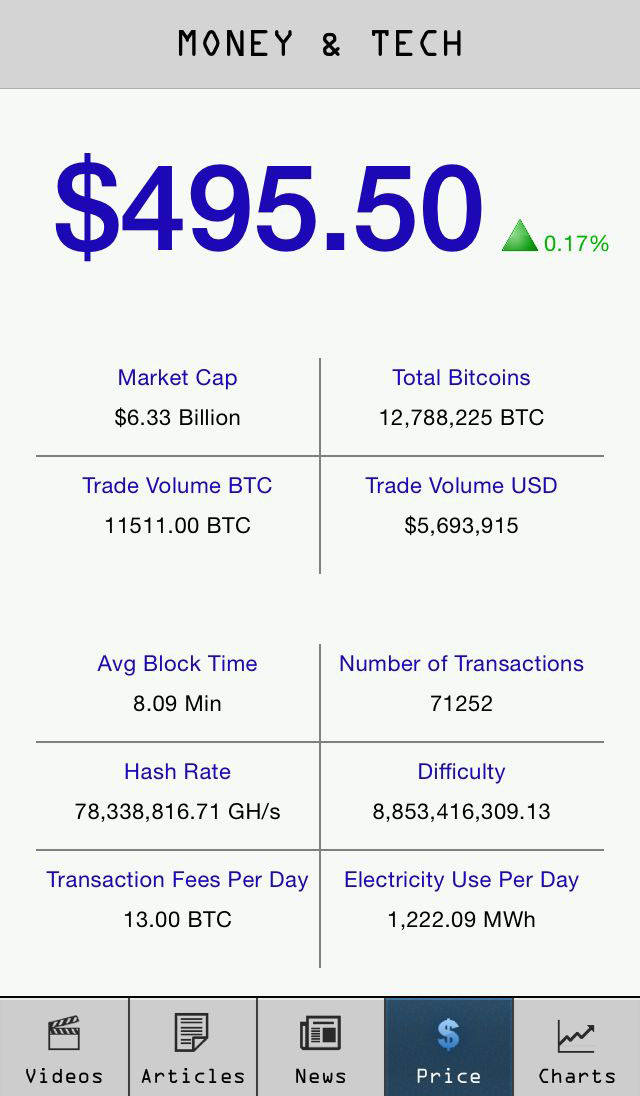 MONEY & TECH
$495.50 0.17%
Market Cap Total Bitcoins
$6.33 Billion 12,788,225 BTC
Trade Volume BTC Trade Volume USD
11511.00 BTC $5,693,915
Avg Block Time Number of Transactions
8.09 Min 71252
Hash Rate Difficulty
78,338,816.71 GH/s 8,853,416,309.13
Transaction Fees Per Day Electricity Use Per Day
13.00 BTC 1,222.09 MWh
$
Videos Articles News Price Charts